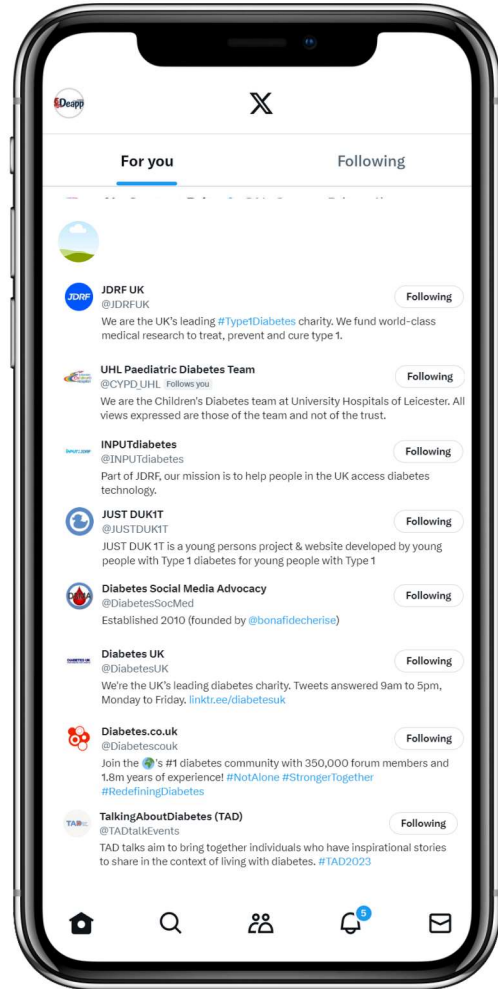 Deapp
X
For you Following
JDRF
JDRF UK
Following
@JDRFUK
We are the UK's leading #Type1Diabetes charity. We fund world-class
medical research to treat, prevent and cure type 1.
UHL Paediatric Diabetes Team
Following
@CYPD_UHL Follows you
We are the Children's Diabetes team at University Hospitals of Leicester. All
views expressed are those of the team and not of the trust.
INPUTdiabetes
Following
@INPUTdiabetes
Part of JDRF, our mission is to help people in the UK access diabetes
technology.
JUST DUK1T
Following
@JUSTDUK1T
JUST DUK 1T is a young persons project & website developed by young
people with Type 1 diabetes for young people with Type 1
Diabetes Social Media Advocacy
Following
@DiabetesSocMed
Established 2010 (founded by @bonafidecherise)
DIABETES UK
Diabetes UK
Following
@DiabetesUK
We're the UK's leading diabetes charity. Tweets answered 9am to 5pm,
Monday to Friday. linktr.ee/diabetesuk
Diabetes.co.uk
Following
@Diabetescouk
Join the 🌍's #1 diabetes community with 350,000 forum members and
1.8m years of experience! #NotAlone #StrongerTogether
#RedefiningDiabetes
TAD
TalkingAboutDiabetes (TAD)
Following
@TADtalkEvents
TAD talks aim to bring together individuals who have inspirational stories
to share in the context of living with diabetes. #TAD2023
5